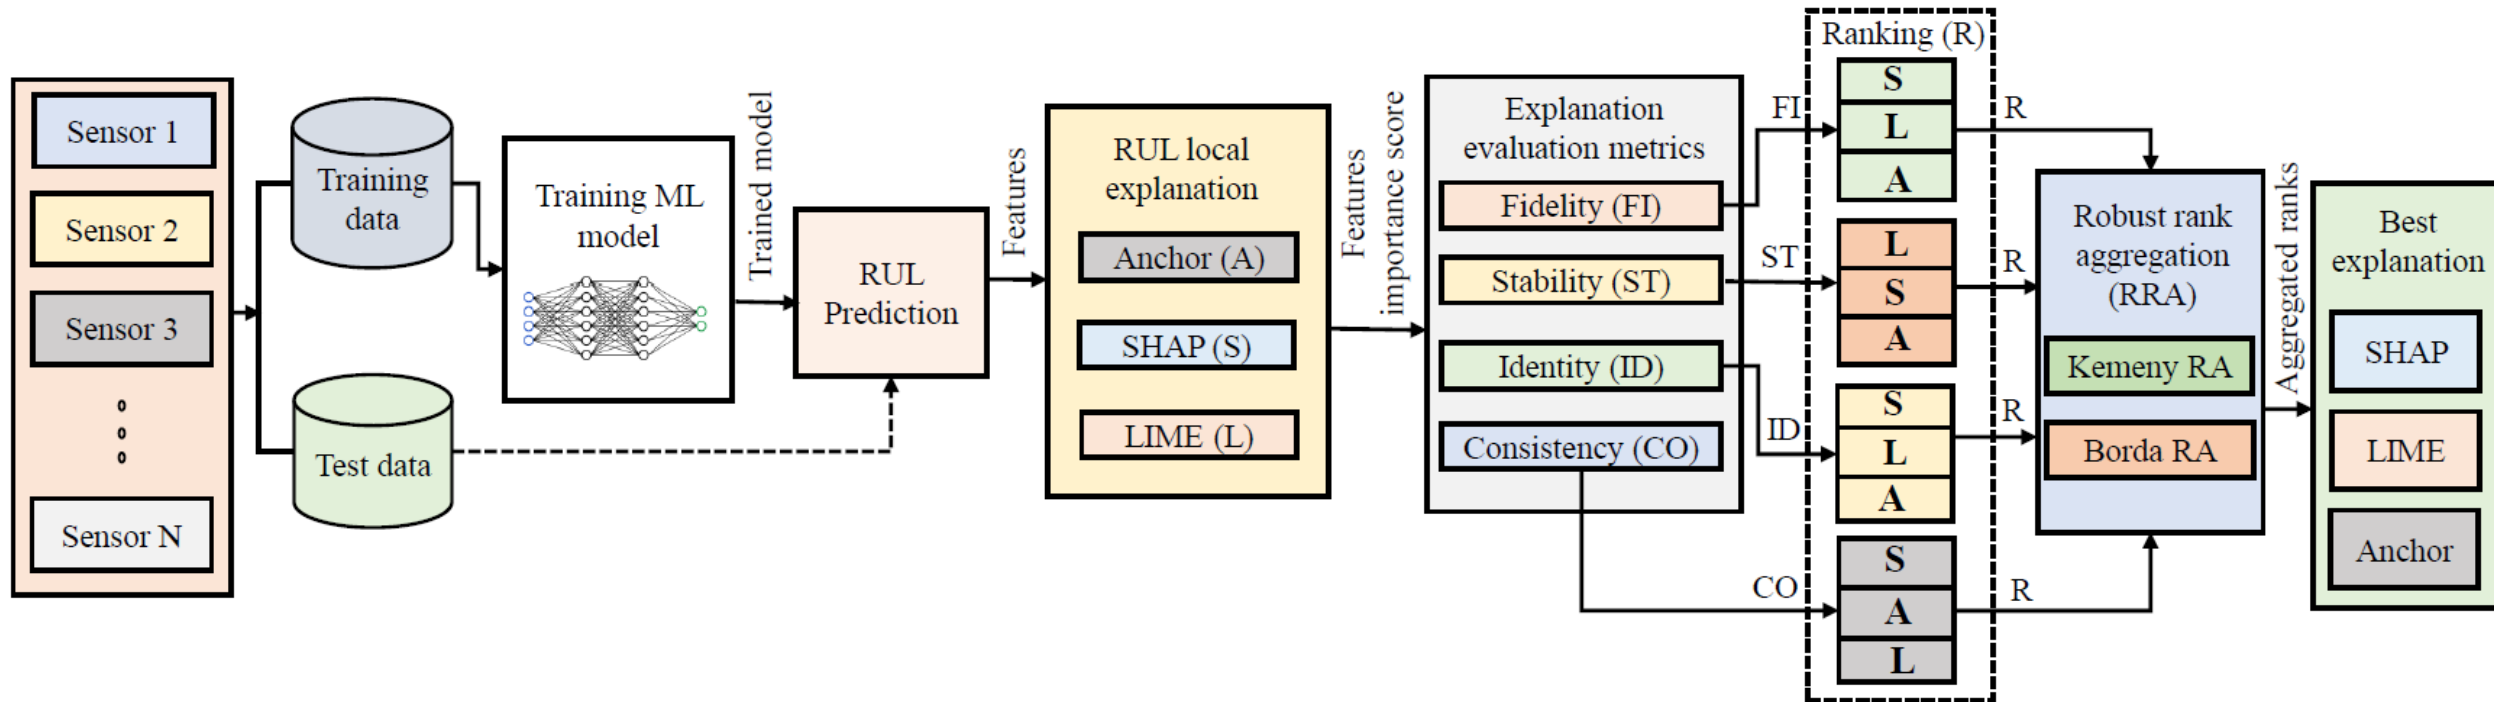 Sensor 1
Sensor 2
Sensor 3
Sensor N
Training
data
Test data
Training ML
model
Trained model
RUL
Prediction
Features
RUL local
explanation
Anchor (A)
SHAP (S)
LIME (L)
Features
importance score
Explanation
evaluation metrics
Fidelity (FI)
Stability (ST)
Identity (ID)
Consistency (CO)
FI
ST
ID
CO
Ranking (R)
S
L
A
L
S
A
S
L
A
S
A
L
R
R
R
R
Robust rank
aggregation
(RRA)
Kemeny RA
Borda RA
Aggregated ranks
Best
explanation
SHAP
LIME
Anchor